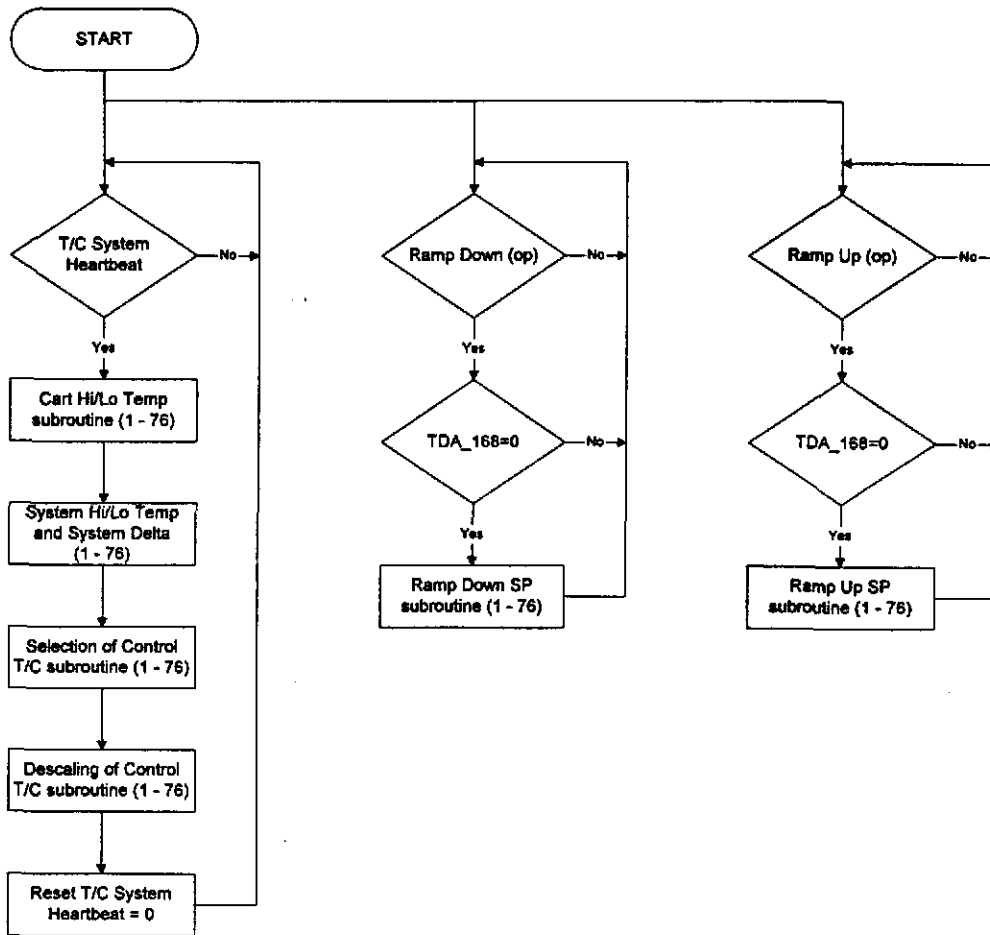 START
T/C System
Heartbeat
No
Yes
Cart Hi/Lo Temp
subroutine (1 - 76)
System Hi/Lo Temp
and System Delta
(1 - 76)
Selection of Control
T/C subroutine (1 - 76)
Descaling of Control
T/C subroutine (1 - 76)
Reset T/C System
Heartbeat = 0
Ramp Down (op)
No
Yes
TDA_168=0
No
Yes
Ramp Down SP
subroutine (1 - 76)
Ramp Up (op)
No
Yes
TDA_168=0
No
Yes
Ramp Up SP
subroutine (1 - 76)